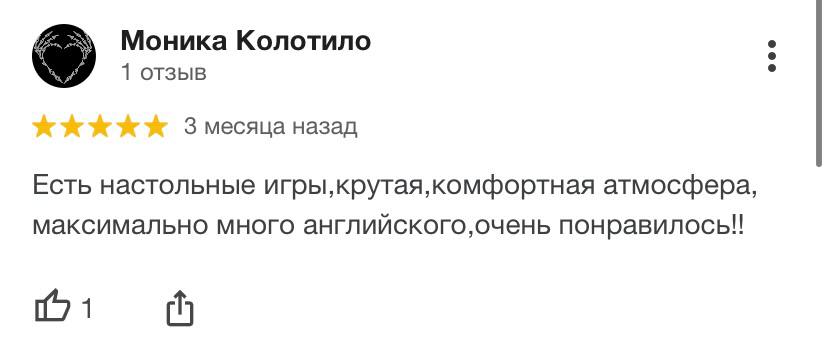 Моника Колотило
1 отзыв
3 месяца назад
Есть настольные игры,крутая,комфортная атмосфера,
максимально много английского,очень понравилось!!
1